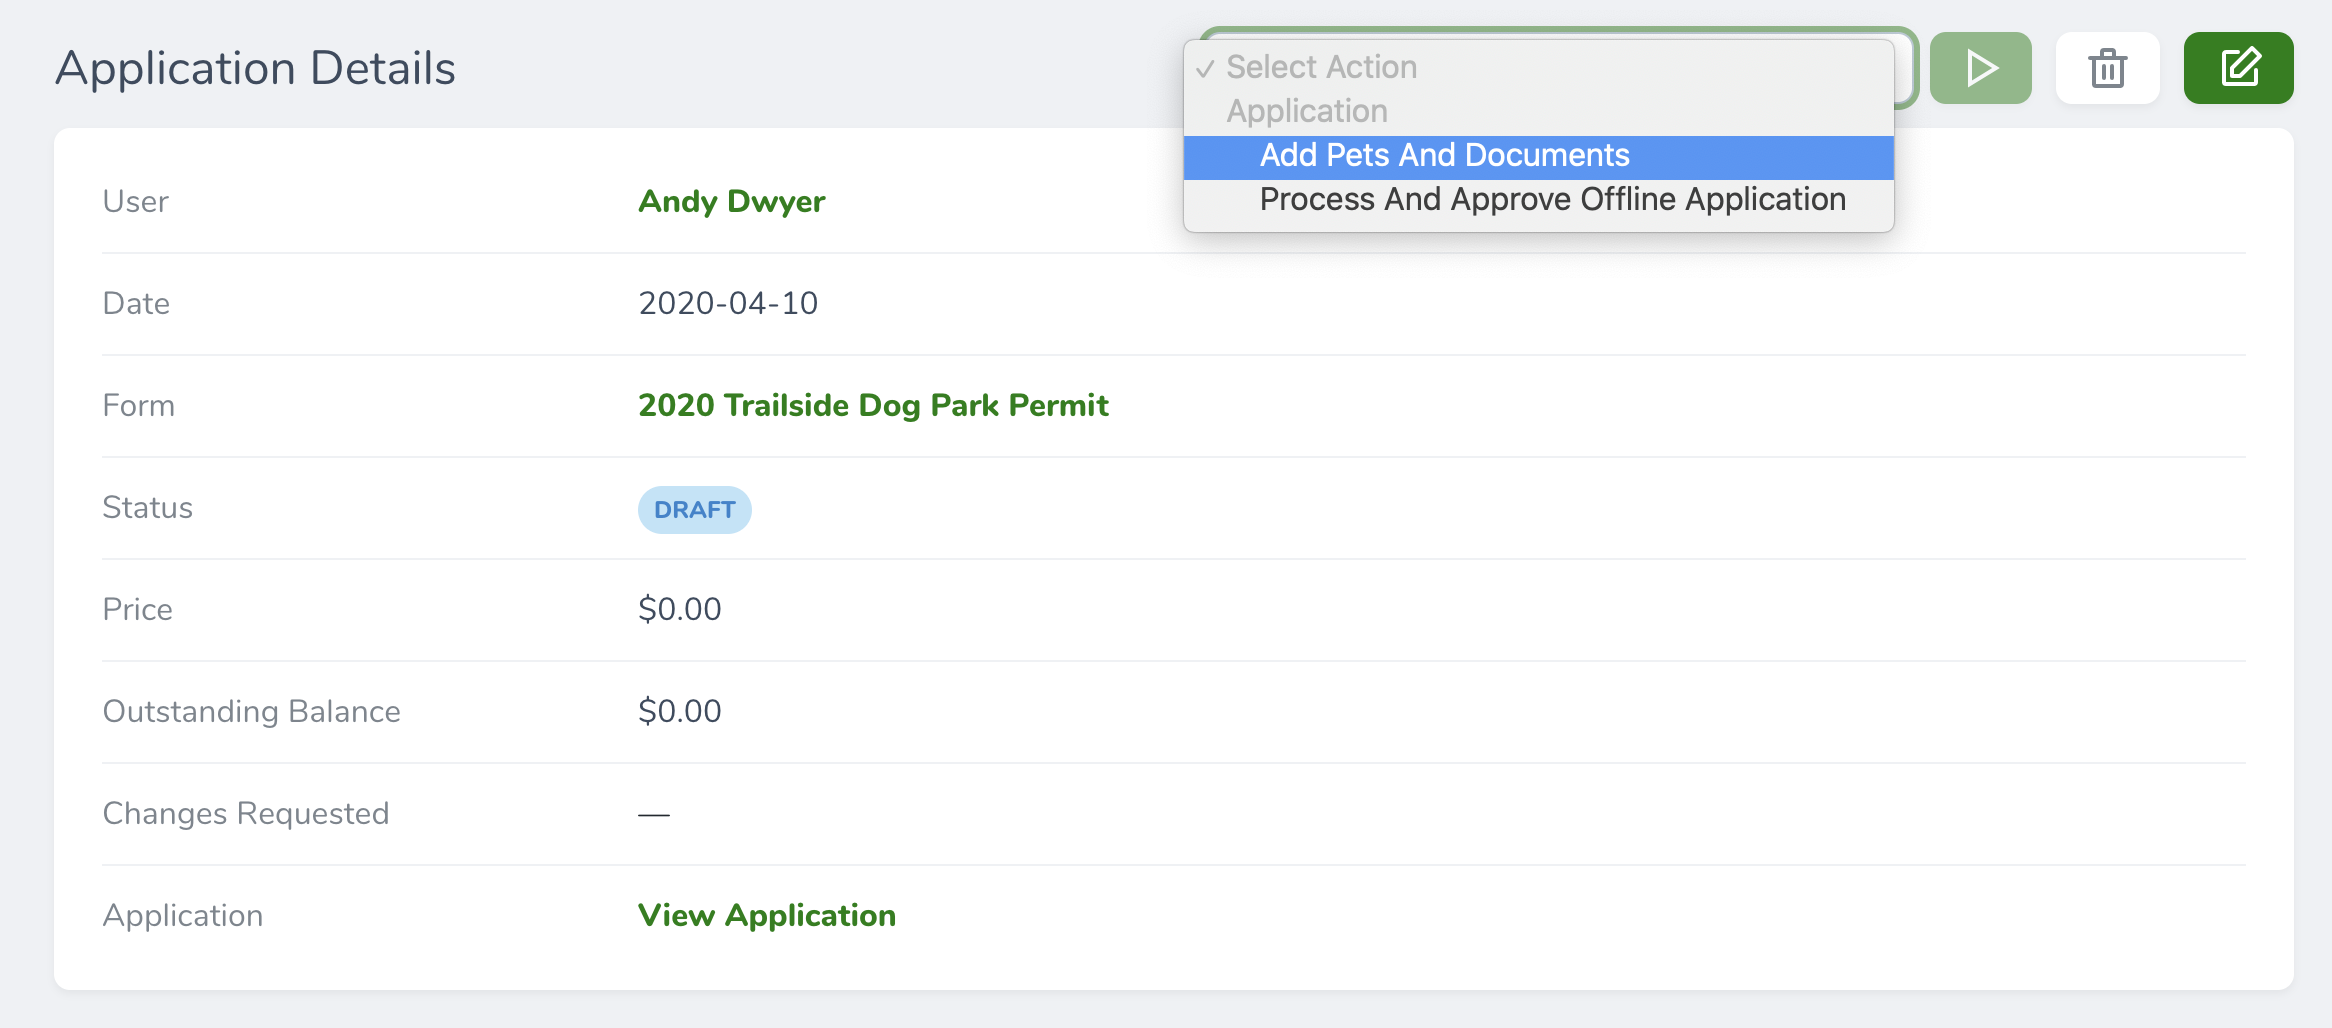 Application Details
✓ Select Action
Application
Add Pets And Documents
Process And Approve Offline Application
User Andy Dwyer
Date 2020-04-10
Form 2020 Trailside Dog Park Permit
Status DRAFT
Price $0.00
Outstanding Balance $0.00
Changes Requested —
Application View Application